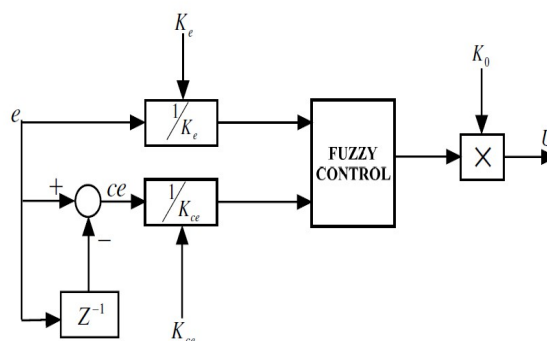 K_e
K_0
e
1/K_e
FUZZY
CONTROL
×
U
+
ce
1/K_ce
−
Z^−1
K_ce